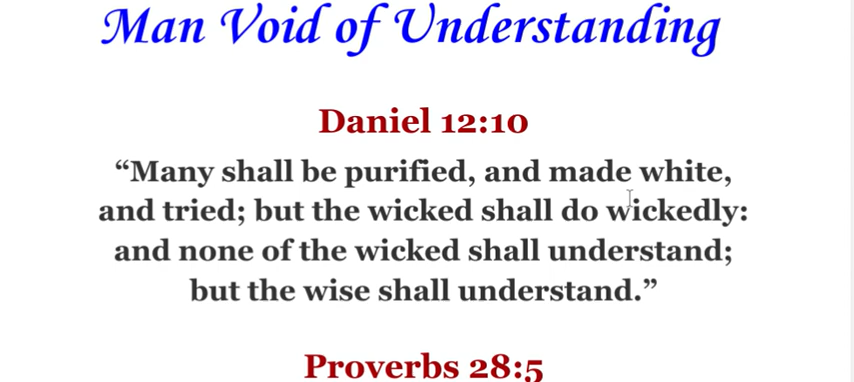 Man Void of Understanding
Daniel 12:10
“Many shall be purified, and made white,
and tried; but the wicked shall do wickedly:
and none of the wicked shall understand;
but the wise shall understand.”
Proverbs 28:5